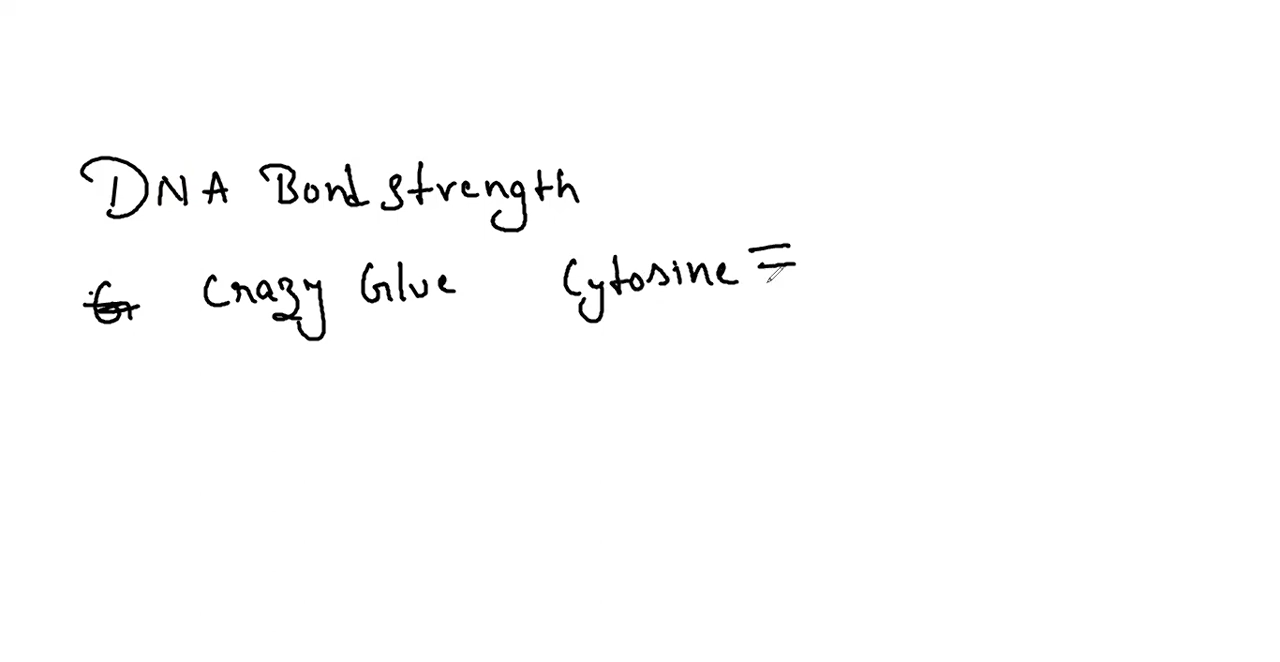 DNA Bond strength
Crazy Glue Cytosine =